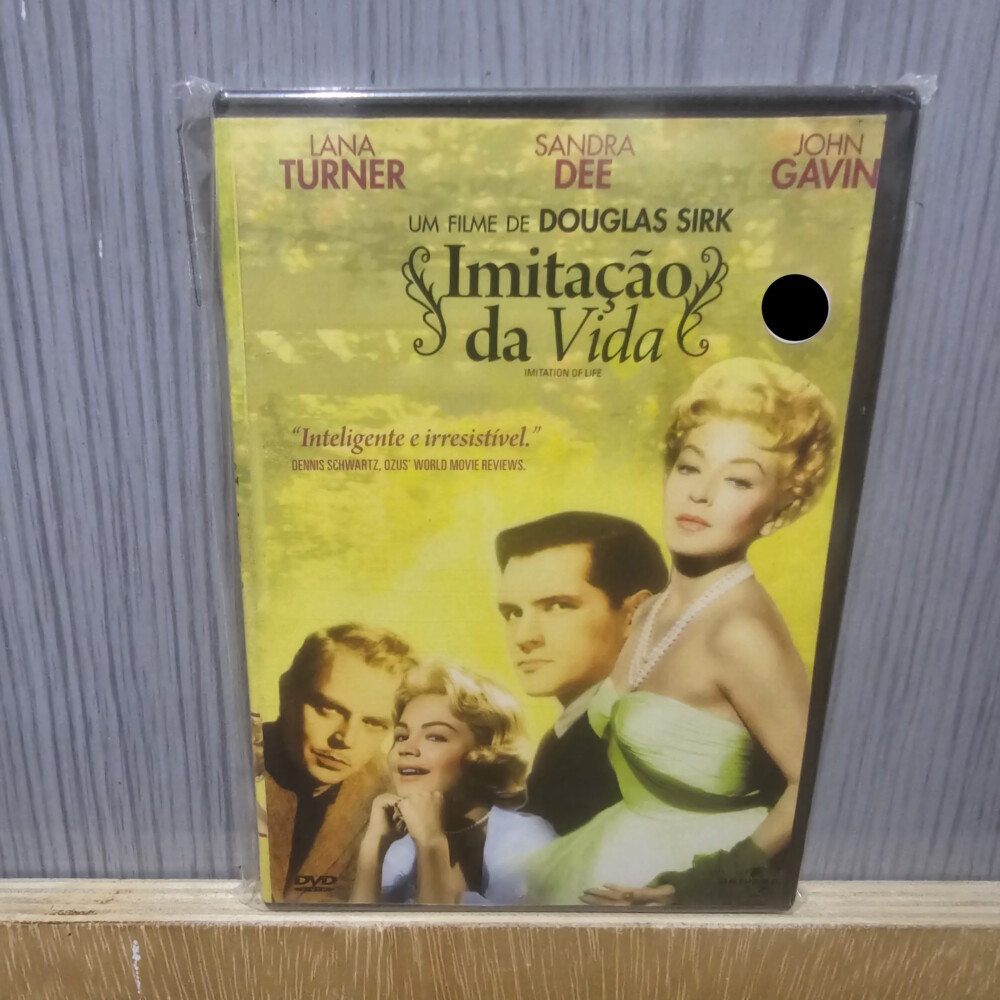 LANA SANDRA JOHN
TURNER DEE GAVIN
UM FILME DE DOUGLAS SIRK
Imitação
da Vida
IMITATION OF LIFE
“Inteligente e irresistível.”
DENNIS SCHWARTZ, OZUS' WORLD MOVIE REVIEWS.
DVD